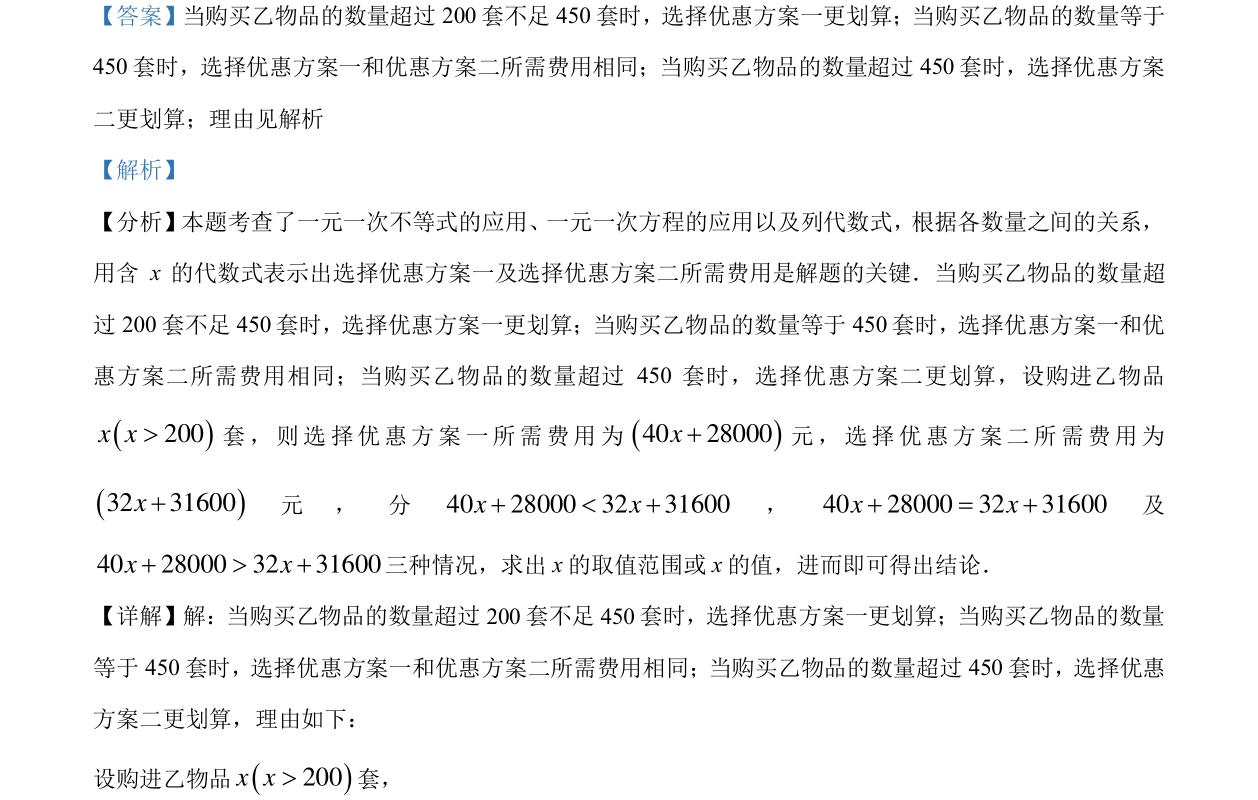 【答案】当购买乙物品的数量超过 200 套不足 450 套时，选择优惠方案一更划算；当购买乙物品的数量等于
450 套时，选择优惠方案一和优惠方案二所需费用相同；当购买乙物品的数量超过 450 套时，选择优惠方案
二更划算；理由见解析
【解析】
【分析】本题考查了一元一次不等式的应用、一元一次方程的应用以及列代数式，根据各数量之间的关系，
用含 x 的代数式表示出选择优惠方案一及选择优惠方案二所需费用是解题的关键．当购买乙物品的数量超
过 200 套不足 450 套时，选择优惠方案一更划算；当购买乙物品的数量等于 450 套时，选择优惠方案一和优
惠方案二所需费用相同；当购买乙物品的数量超过 450 套时，选择优惠方案二更划算，设购进乙物品
x(x > 200) 套，则选择优惠方案一所需费用为 (40x + 28000) 元，选择优惠方案二所需费用为
(32x + 31600) 元，分 40x + 28000 < 32x + 31600 ， 40x + 28000 = 32x + 31600 及
40x + 28000 > 32x + 31600 三种情况，求出 x 的取值范围或 x 的值，进而即可得出结论．
【详解】解：当购买乙物品的数量超过 200 套不足 450 套时，选择优惠方案一更划算；当购买乙物品的数量
等于 450 套时，选择优惠方案一和优惠方案二所需费用相同；当购买乙物品的数量超过 450 套时，选择优惠
方案二更划算，理由如下：
设购进乙物品 x(x > 200) 套，